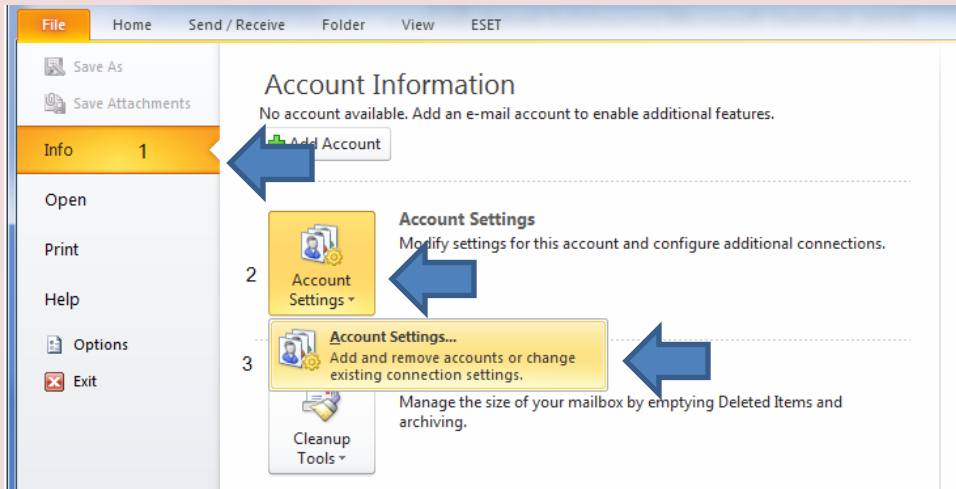 File Home Send / Receive Folder View ESET
Save As
Save Attachments
Info 1
Open
Print
Help
Options
Exit
Account Information
No account available. Add an e-mail account to enable additional features.
Add Account
Account Settings
Modify settings for this account and configure additional connections.
2
Account
Settings
3
Account Settings...
Add and remove accounts or change
existing connection settings.
Manage the size of your mailbox by emptying Deleted Items and
archiving.
Cleanup
Tools